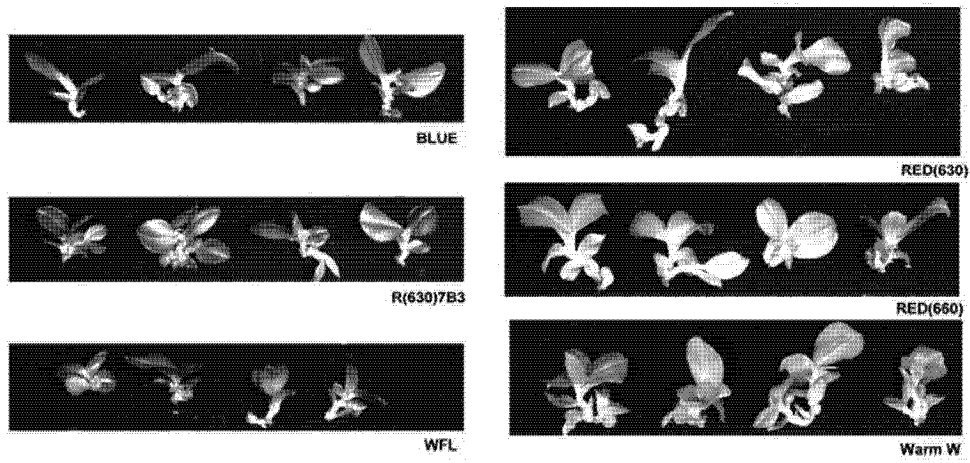 BLUE
RED(630)
R(630)7B3
RED(660)
WFL
Warm W